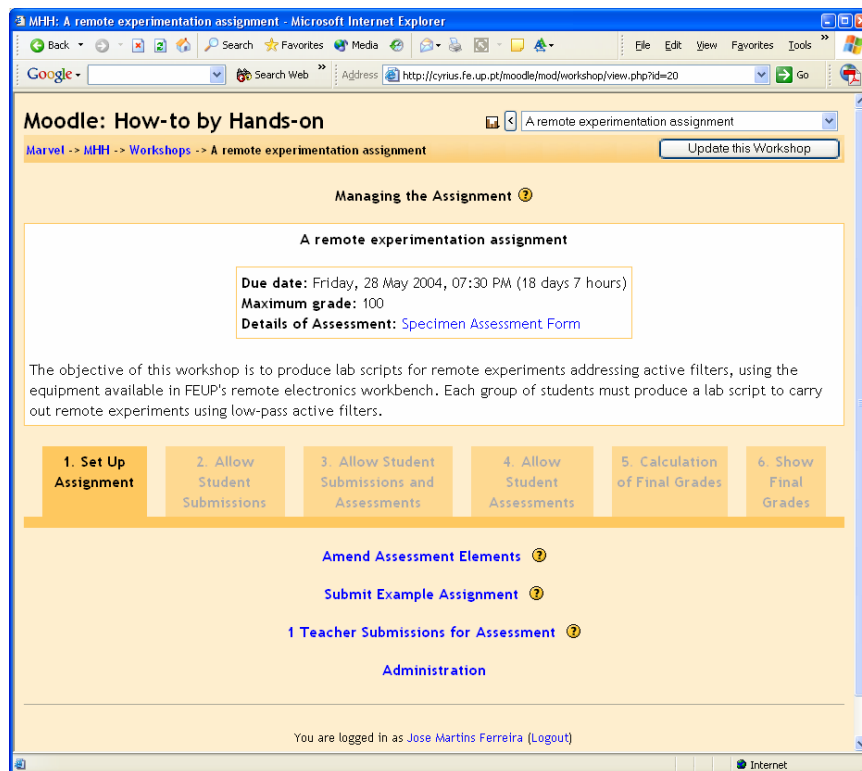 MHH: A remote experimentation assignment - Microsoft Internet Explorer
Back Search Favorites Media File Edit View Favorites Tools »
Google Search Web » Address http://cyrius.fe.up.pt/moodle/mod/workshop/view.php?id=20 Go
Moodle: How-to by Hands-on < A remote experimentation assignment
Marvel -> MHH -> Workshops -> A remote experimentation assignment Update this Workshop
Managing the Assignment ?
A remote experimentation assignment
Due date: Friday, 28 May 2004, 07:30 PM (18 days 7 hours)
Maximum grade: 100
Details of Assessment: Specimen Assessment Form
The objective of this workshop is to produce lab scripts for remote experiments addressing active filters, using the
equipment available in FEUP's remote electronics workbench. Each group of students must produce a lab script to carry
out remote experiments using low-pass active filters.
1. Set Up 2. Allow 3. Allow Student 4. Allow 5. Calculation 6. Show
Assignment Student Submissions and Student of Final Grades Final
Submissions Assessments Assessments Grades
Amend Assessment Elements ?
Submit Example Assignment ?
1 Teacher Submissions for Assessment ?
Administration
You are logged in as Jose Martins Ferreira (Logout)
Internet